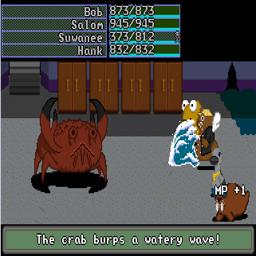 Bob 873/873
Salom 945/945
Suwanee 373/812
Hank 832/832
MP +1
The crab burps a watery wave!